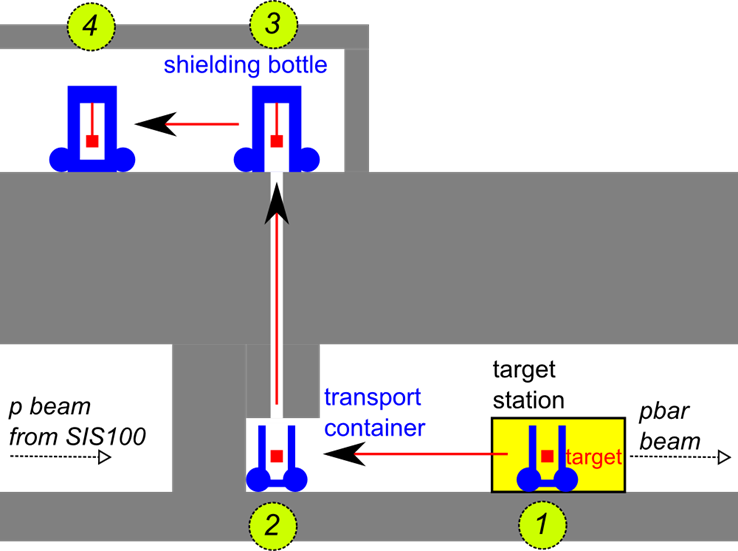 4
3
shielding bottle
target
station
transport
container
p beam
from SIS100
pbar
beam
target
2
1